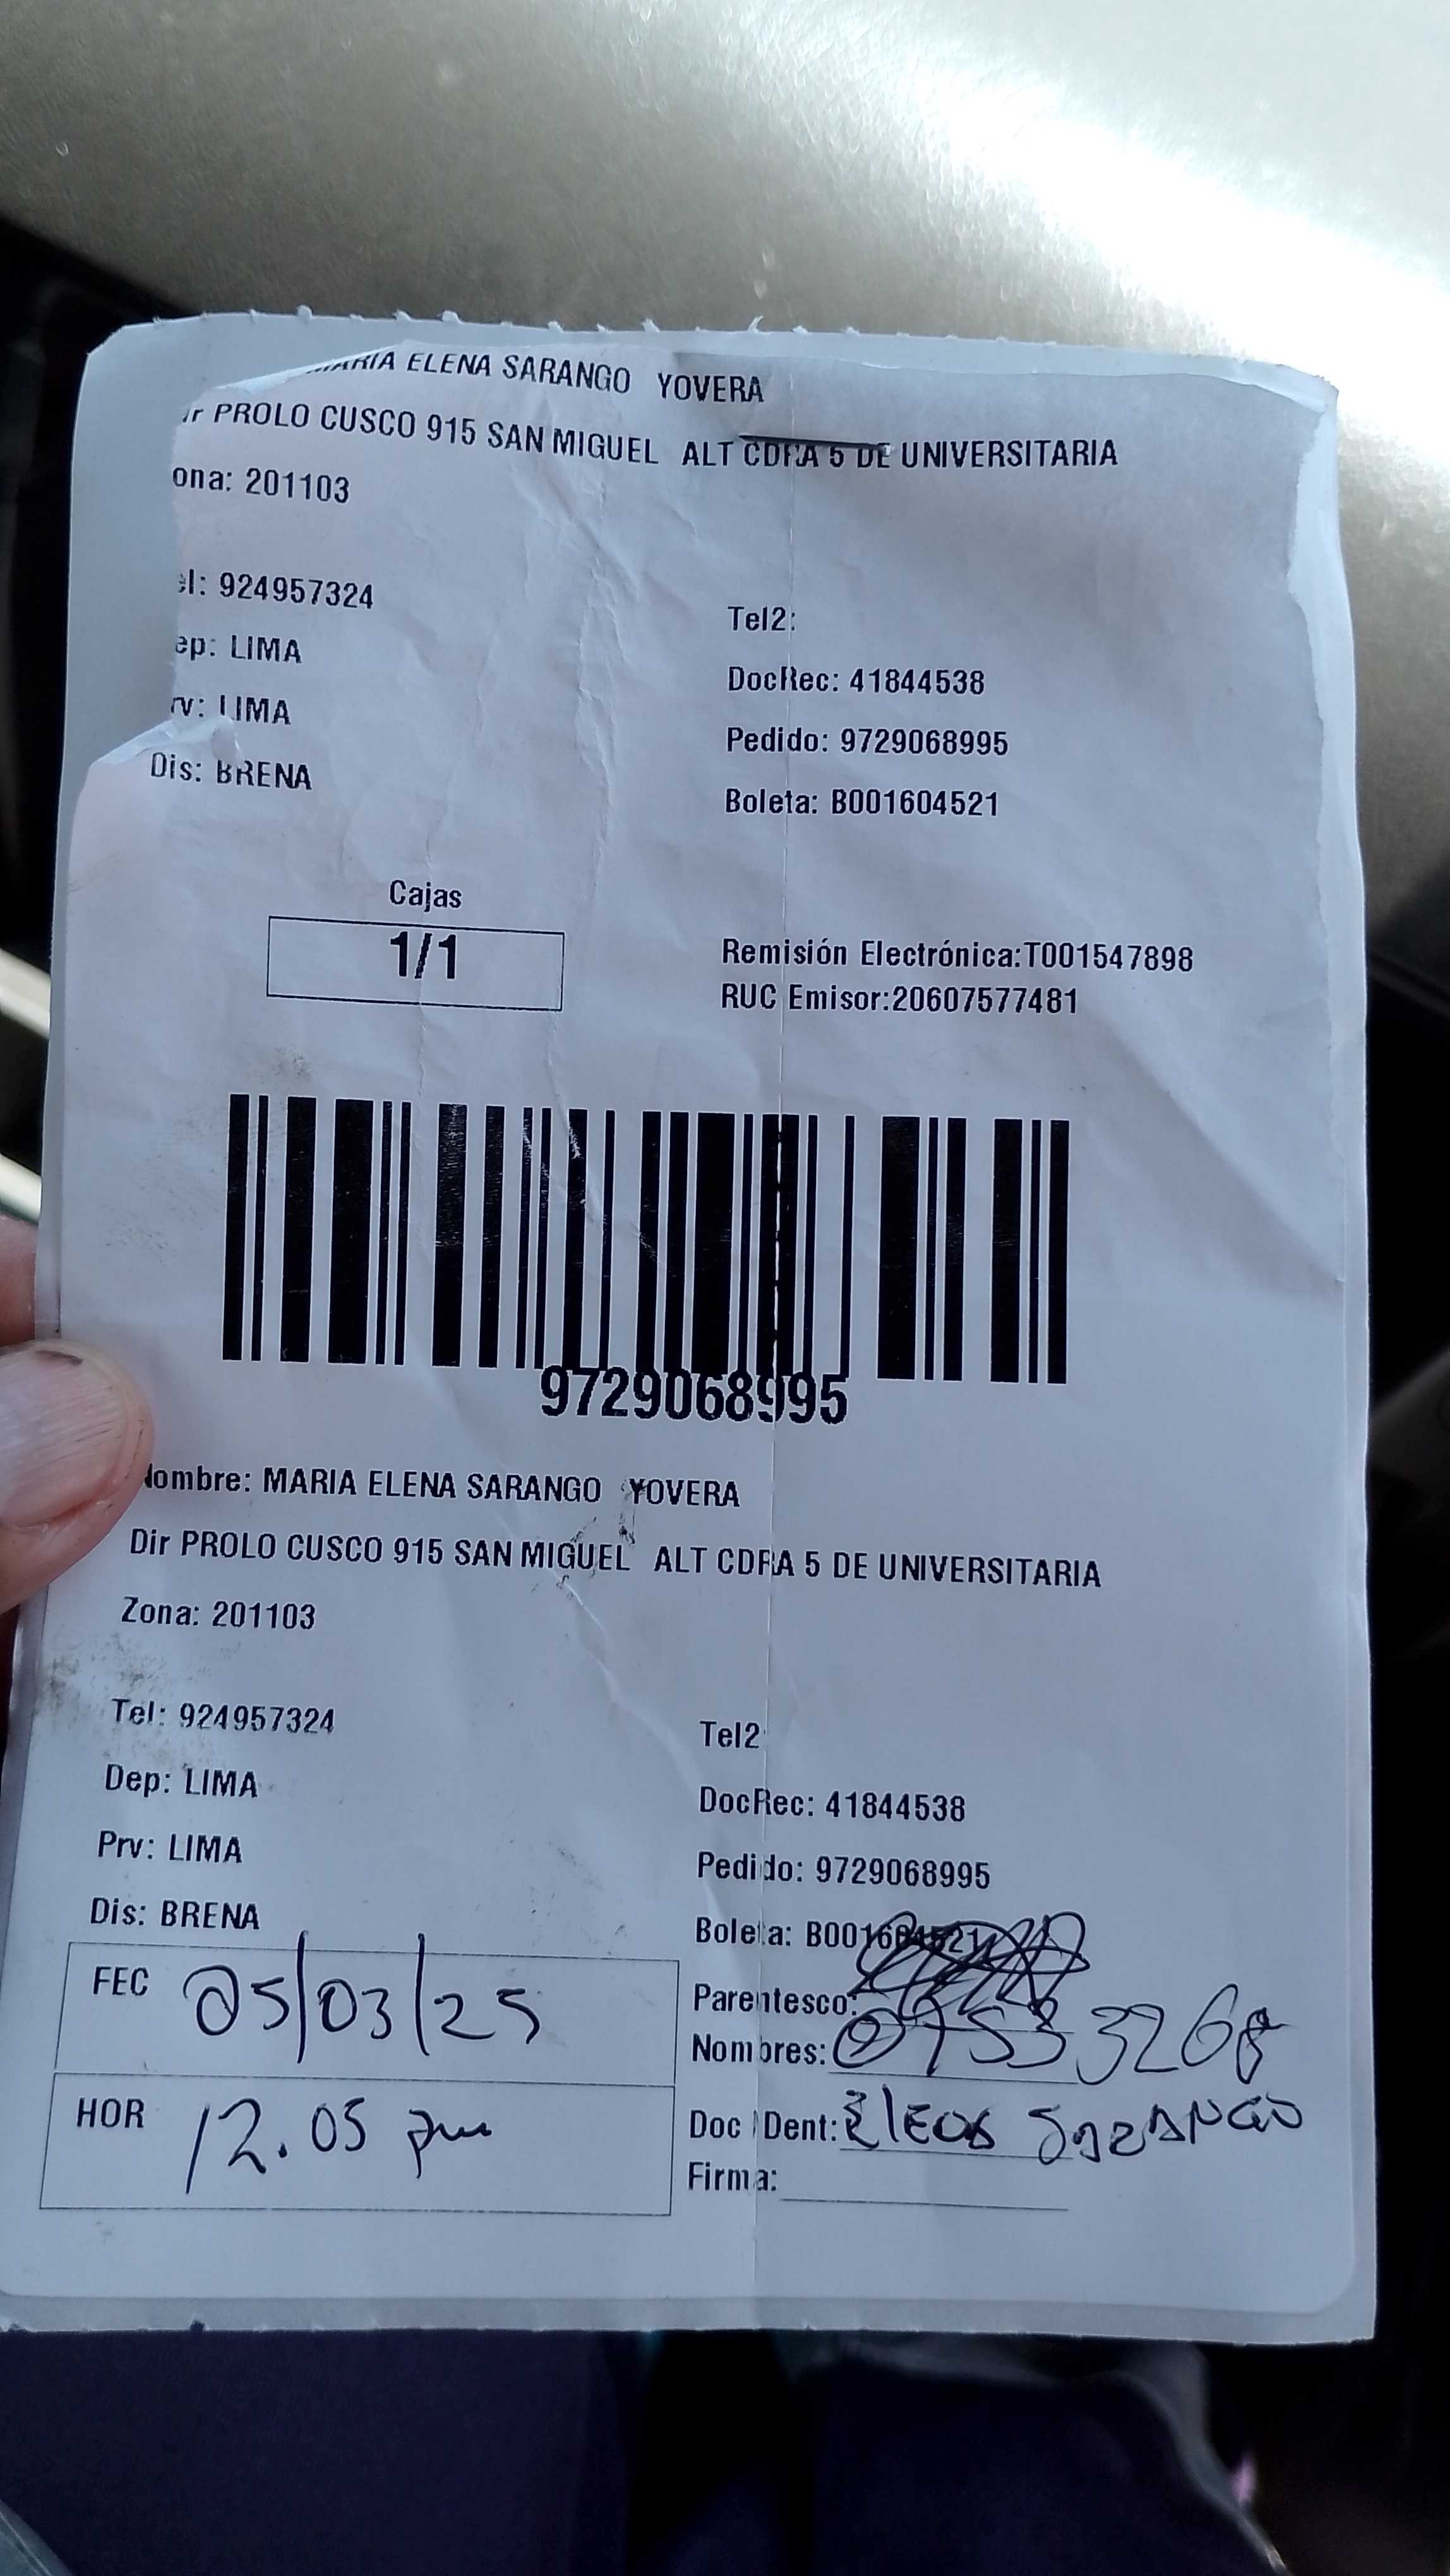 MARIA ELENA SARANGO YOVERA
ir PROLO CUSCO 915 SAN MIGUEL ALT CDRA 5 DE UNIVERSITARIA
ona: 201103
el: 924957324
Tel2:
ep: LIMA
DocRec: 41844538
rv: LIMA
Pedido: 9729068995
Dis: BRENA
Boleta: B001604521
Cajas
1/1
Remisión Electrónica:T001547898
RUC Emisor:20607577481
9729068995
Nombre: MARIA ELENA SARANGO YOVERA
Dir PROLO CUSCO 915 SAN MIGUEL ALT CDRA 5 DE UNIVERSITARIA
Zona: 201103
Tel: 924957324
Tel2
Dep: LIMA
DocRec: 41844538
Prv: LIMA
Pedido: 9729068995
Dis: BRENA
Boleta: B001604521
FEC 05/03/25
Parentesco:
Nombres:
HOR 12.05 pm
Doc Ident: SARANGO
Firma: